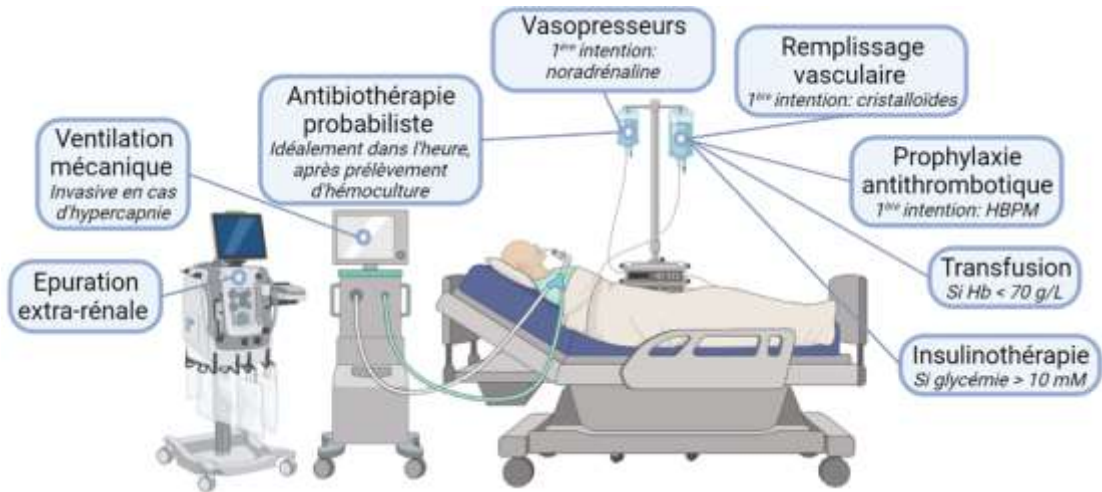 Vasopresseurs
1ère intention:
noradrénaline
Remplissage
vasculaire
1ère intention: cristalloïdes
Antibiothérapie
probabiliste
Idéalement dans l'heure,
après prélèvement
d'hémoculture
Ventilation
mécanique
Invasive en cas
d'hypercapnie
Prophylaxie
antithrombotique
1ère intention: HBPM
Epuration
extra-rénale
Transfusion
Si Hb < 70 g/L
Insulinothérapie
Si glycémie > 10 mM